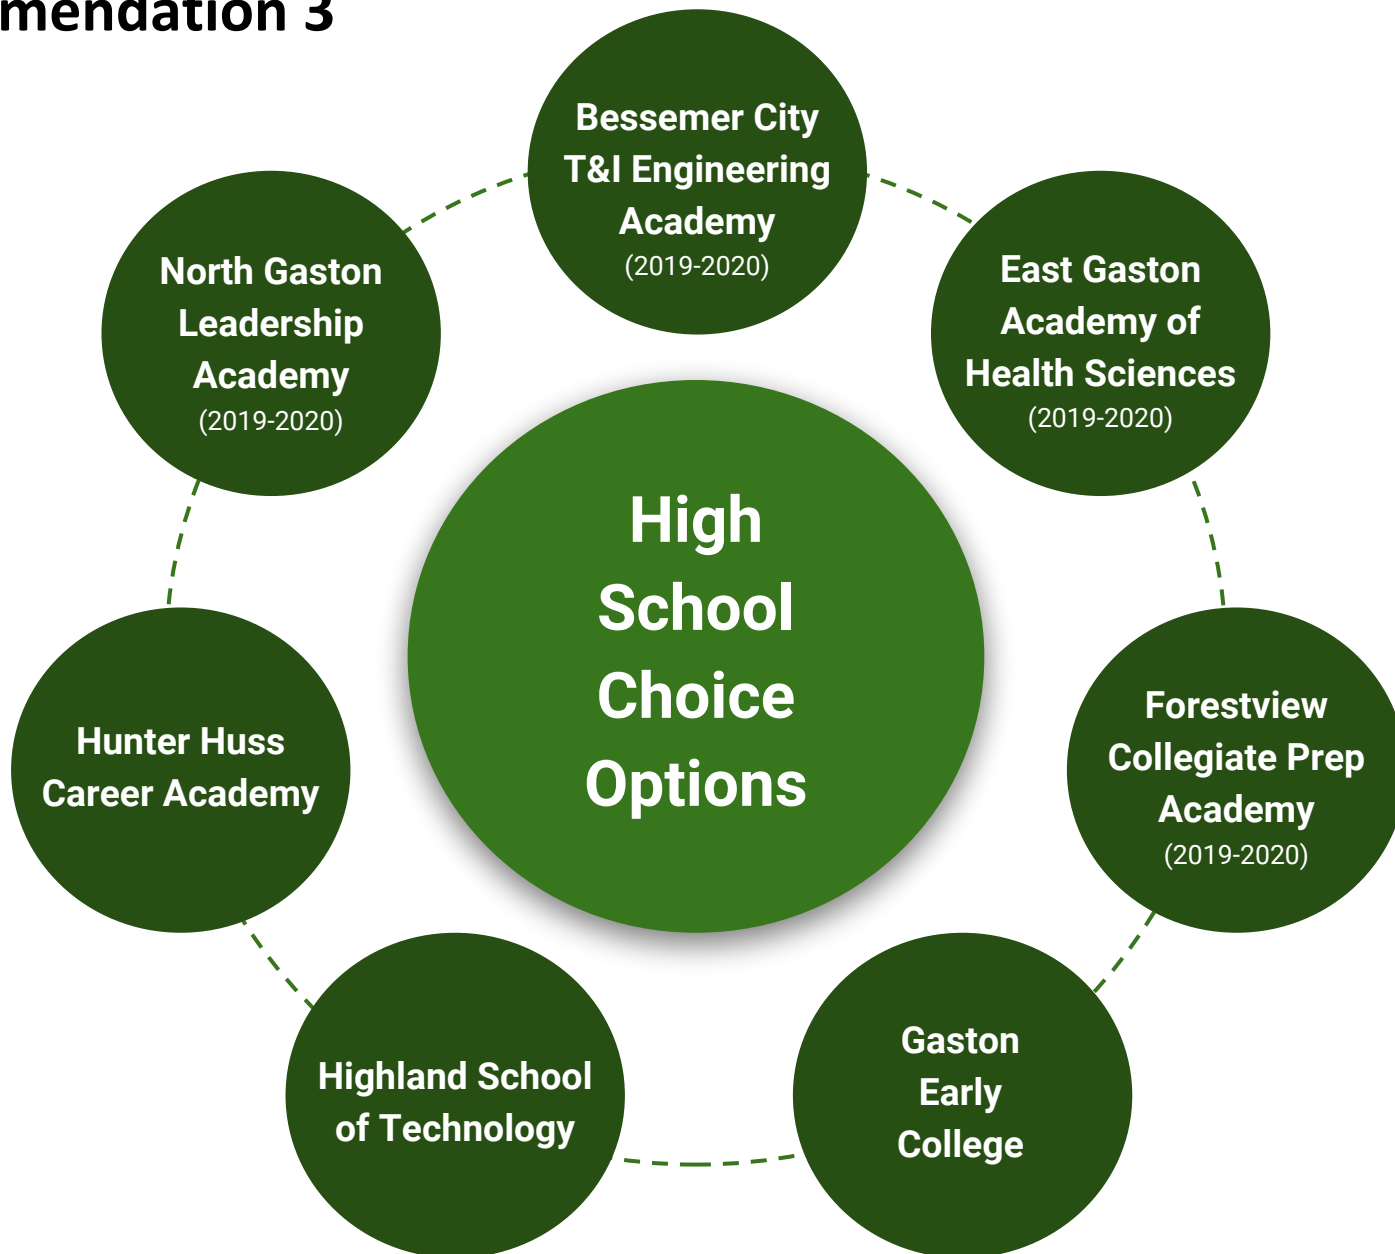 mendation 3
Bessemer City
T&I Engineering
Academy
(2019-2020)
North Gaston
Leadership
Academy
(2019-2020)
East Gaston
Academy of
Health Sciences
(2019-2020)
High
School
Choice
Options
Hunter Huss
Career Academy
Forestview
Collegiate Prep
Academy
(2019-2020)
Highland School
of Technology
Gaston
Early
College